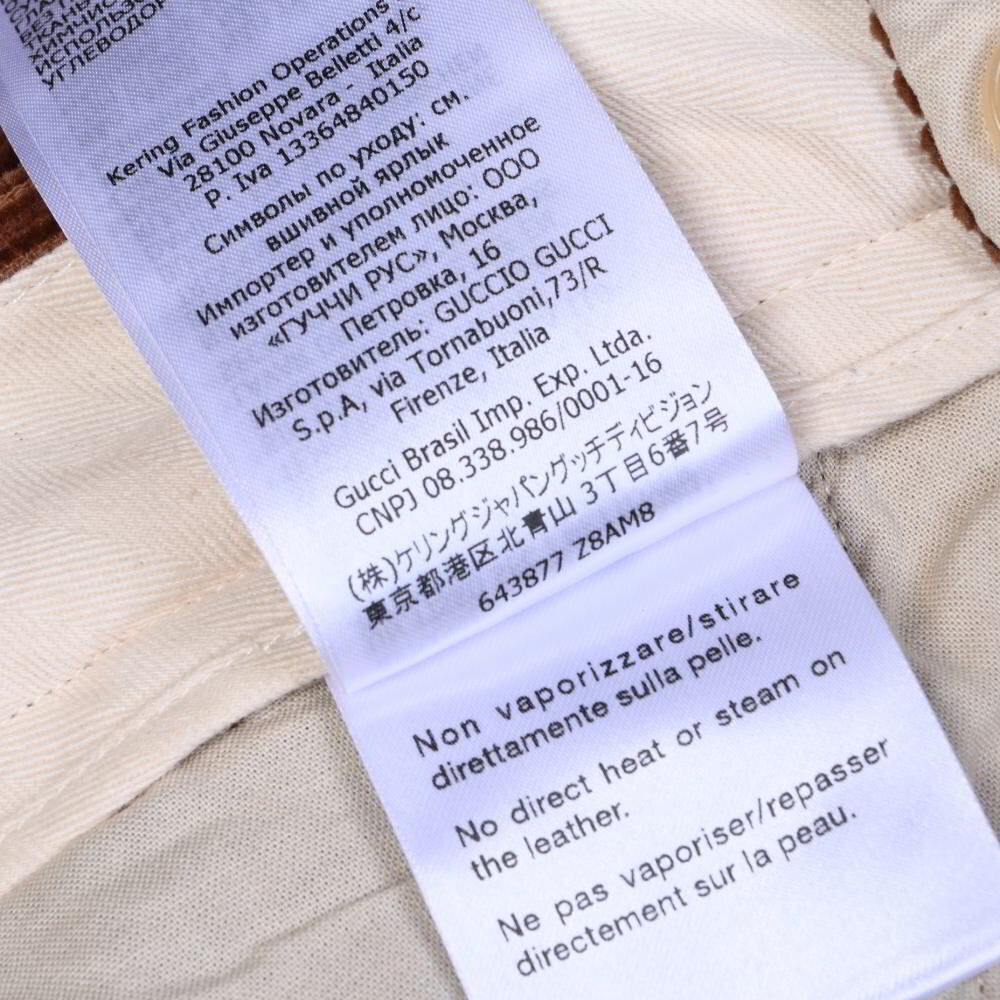 ТКАНИСТ
ХИМ
ИСПОЛЬЗО
УГЛЕВОДОР
Kering Fashion Operations
Via Giuseppe Belletti 4/c
28100 Novara - Italia
P. Iva 13364840150
Символы по уходу: см.
вшивной ярлык
Импортер и уполномоченное
изготовителем лицо: ООО
«ГУЧЧИ РУС», Москва,
Петровка, 16
Изготовитель: GUCCIO GUCCI
S.p.A, via Tornabuoni,73/R
Firenze, Italia
Gucci Brasil Imp. Exp. Ltda.
CNPJ 08.338.986/0001-16
(株)ケリングジャパングッチディビジョン
東京都港区北青山 3丁目6番7号
643877 Z8AM8
Non vaporizzare/stirare
direttamente sulla pelle.
No direct heat or steam on
the leather.
Ne pas vaporiser/repasser
directement sur la peau.